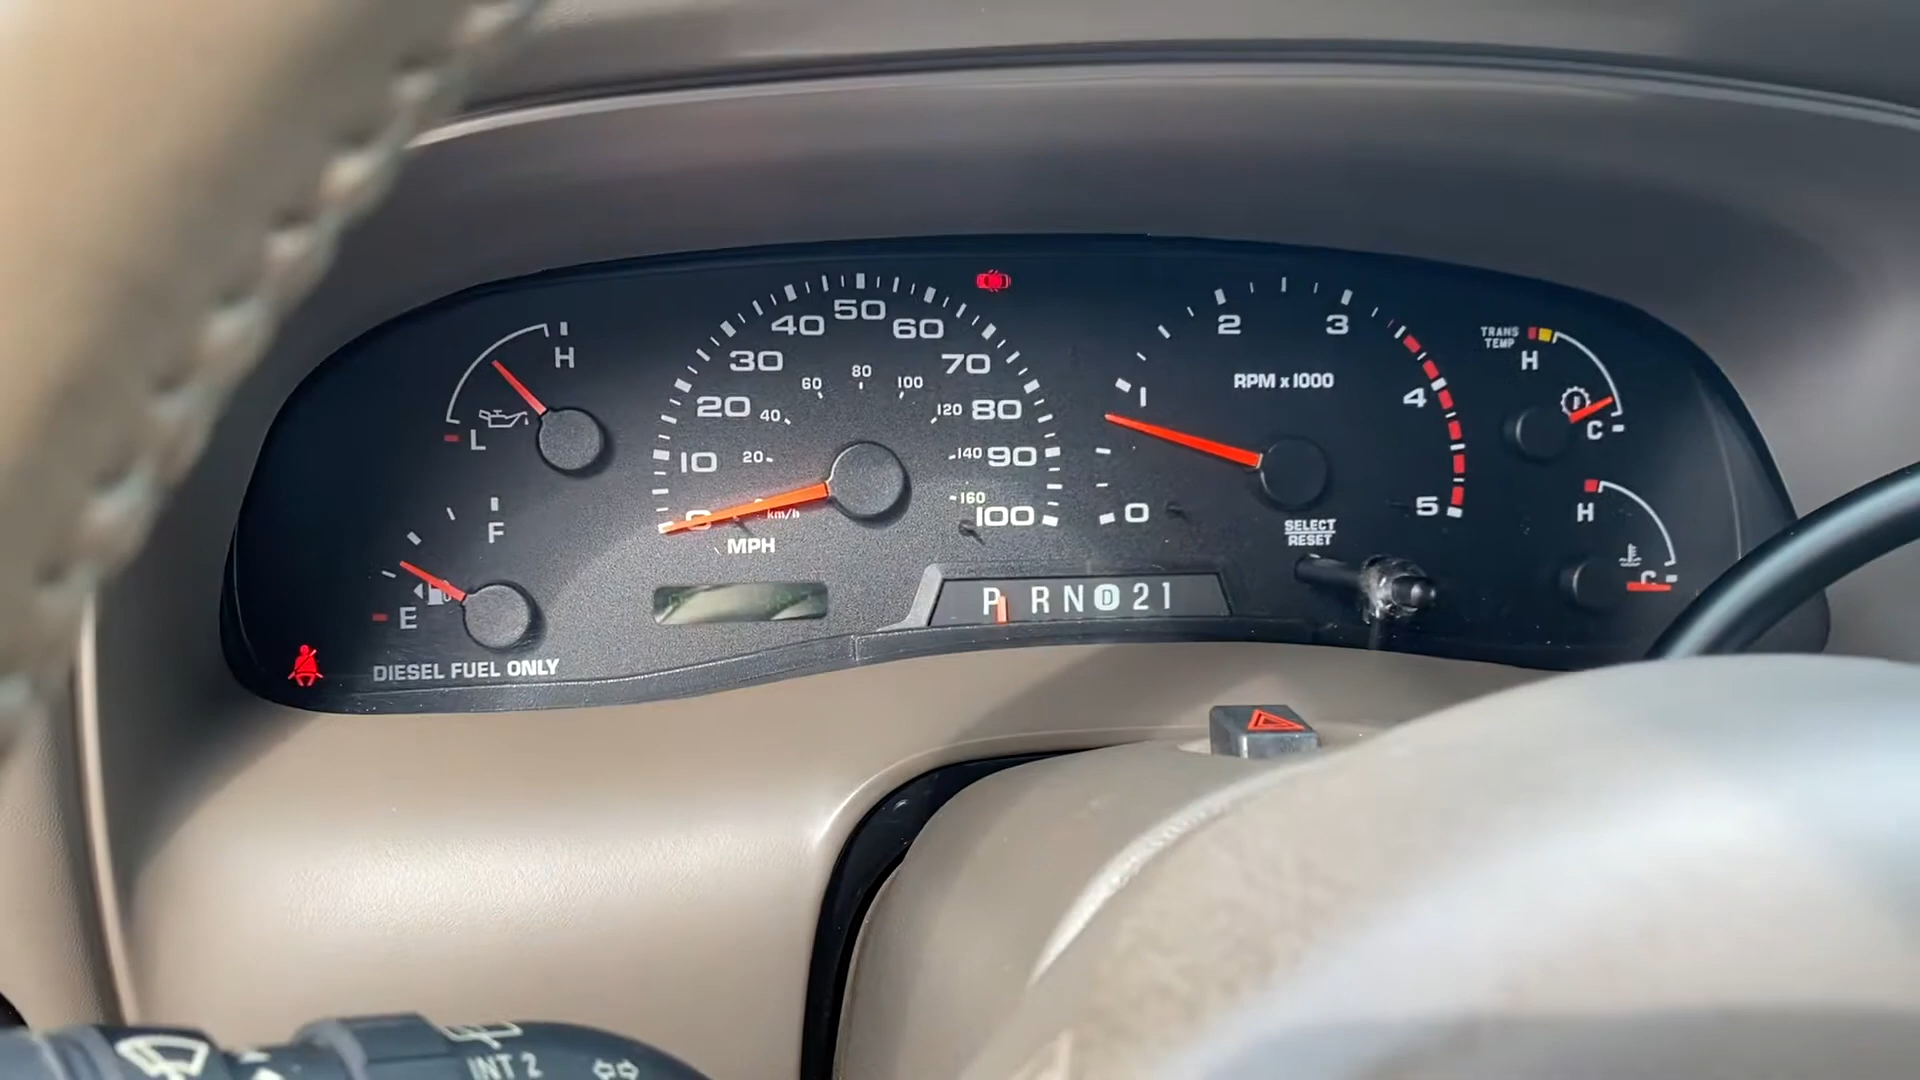 H
L
F
E
DIESEL FUEL ONLY
0
10
20
30
40
50
60
70
80
90
100
20
40
60
80
100
120
140
160
km/h
MPH
P R N D 2 1
0
1
2
3
4
5
RPM x 1000
SELECT
RESET
TRANS
TEMP
H
C
H
C
INT 2